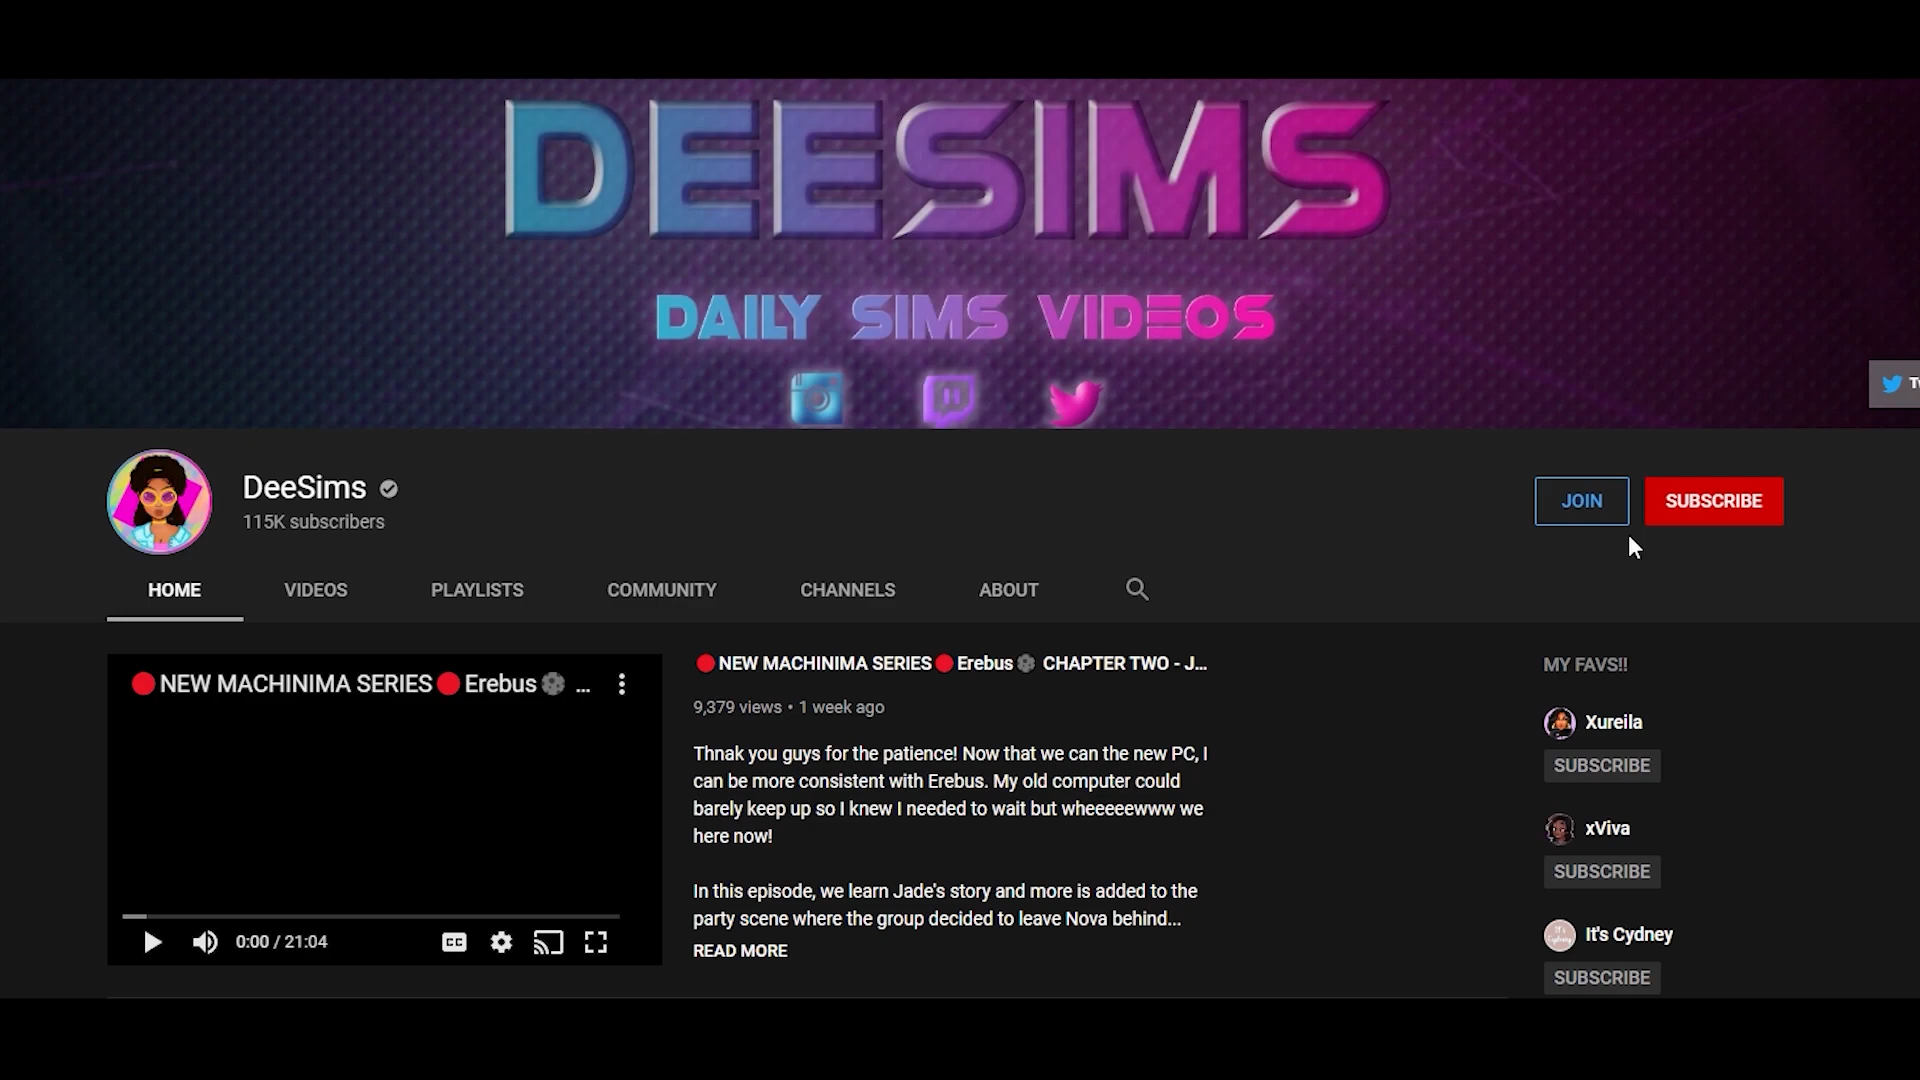 DEESIMS
DAILY SIMS VIDEOS
DeeSims
115K subscribers
JOIN
SUBSCRIBE
HOME
VIDEOS
PLAYLISTS
COMMUNITY
CHANNELS
ABOUT
NEW MACHINIMA SERIES Erebus ...
0:00 / 21:04
CC
NEW MACHINIMA SERIES Erebus CHAPTER TWO - J...
9,379 views • 1 week ago
Thnak you guys for the patience! Now that we can the new PC, I
can be more consistent with Erebus. My old computer could
barely keep up so I knew I needed to wait but wheeeeewww we
here now!
In this episode, we learn Jade's story and more is added to the
party scene where the group decided to leave Nova behind...
READ MORE
MY FAVS!!
Xureila
SUBSCRIBE
xViva
SUBSCRIBE
It's Cydney
SUBSCRIBE